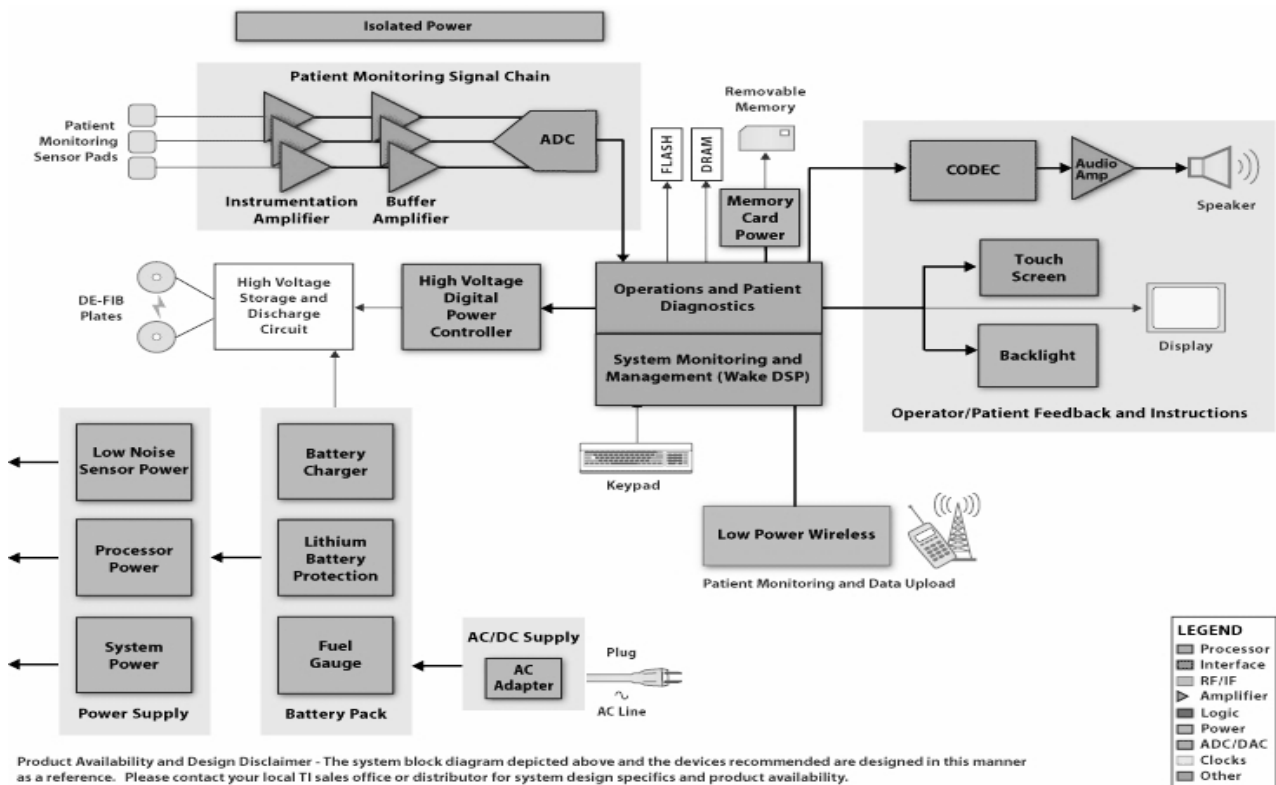 Isolated Power
Patient Monitoring Signal Chain
Patient
Monitoring
Sensor Pads
ADC
Instrumentation
Amplifier
Buffer
Amplifier
FLASH
DRAM
Removable
Memory
Memory
Card
Power
CODEC
Audio
Amp
Speaker
Touch
Screen
Display
Backlight
Operator/Patient Feedback and Instructions
DE-FIB
Plates
High Voltage
Storage and
Discharge
Circuit
High Voltage
Digital
Power
Controller
Operations and Patient
Diagnostics
System Monitoring and
Management (Wake DSP)
Keypad
Low Power Wireless
Patient Monitoring and Data Upload
Low Noise
Sensor Power
Processor
Power
System
Power
Power Supply
Battery
Charger
Lithium
Battery
Protection
Fuel
Gauge
Battery Pack
AC/DC Supply
AC
Adapter
Plug
AC Line
LEGEND
Processor
Interface
RF/IF
Amplifier
Logic
Power
ADC/DAC
Clocks
Other
Product Availability and Design Disclaimer - The system block diagram depicted above and the devices recommended are designed in this manner
as a reference. Please contact your local TI sales office or distributor for system design specifics and product availability.